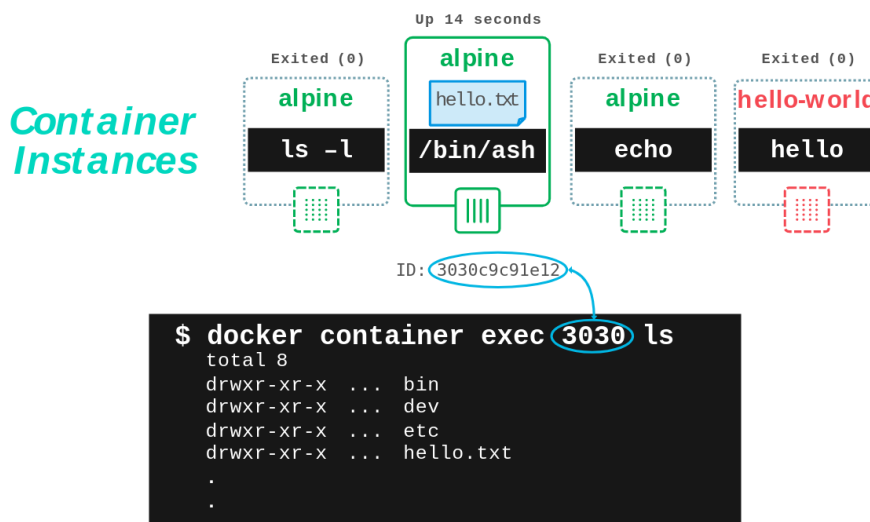 Up 14 seconds
Exited (0)
Exited (0)
Exited (0)
alpine
alpine
alpine
hello-world
hello.txt
Container
Instances
ls –l
/bin/ash
echo
hello
ID: 3030c9c91e12
$ docker container exec 3030 ls
total 8
drwxr-xr-x ... bin
drwxr-xr-x ... dev
drwxr-xr-x ... etc
drwxr-xr-x ... hello.txt
.
.